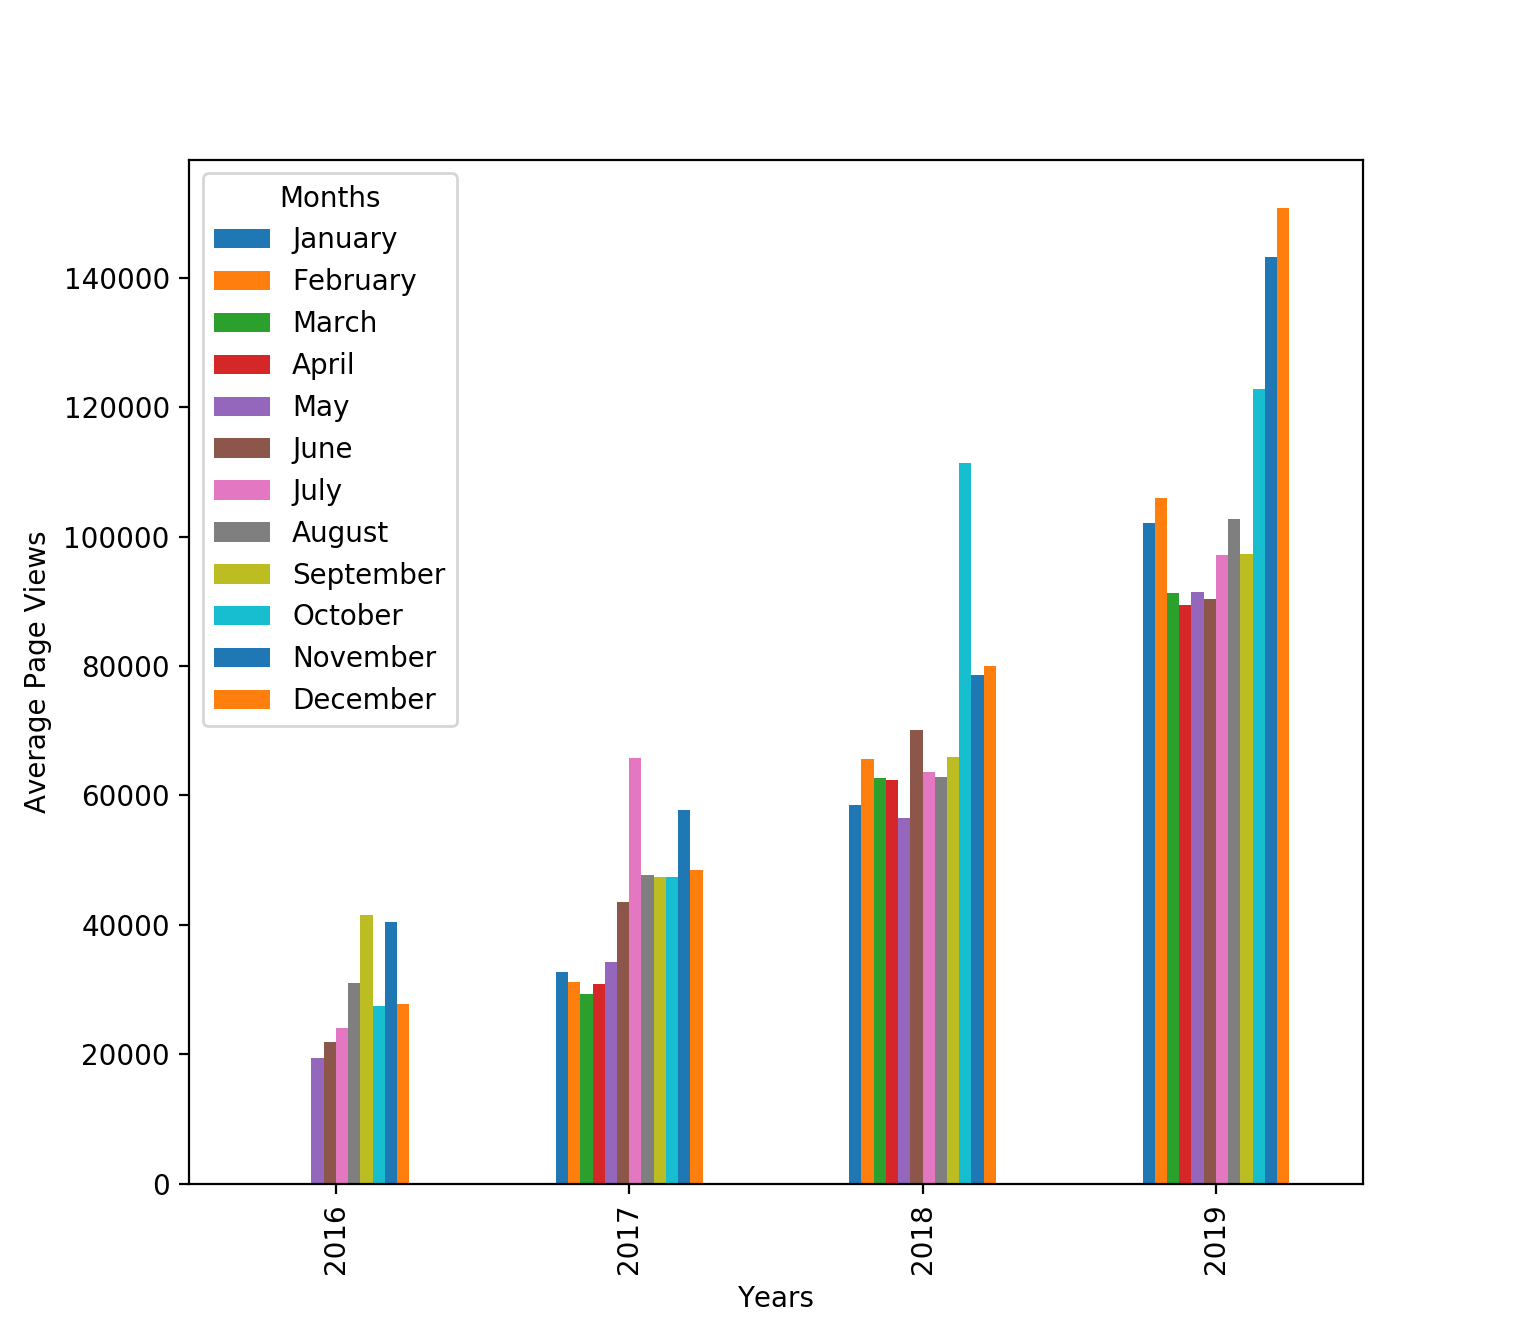 Months
January
February
March
April
May
June
July
August
September
October
November
December
140000
120000
100000
80000
60000
40000
20000
0
Average Page Views
2016
2017
2018
2019
Years